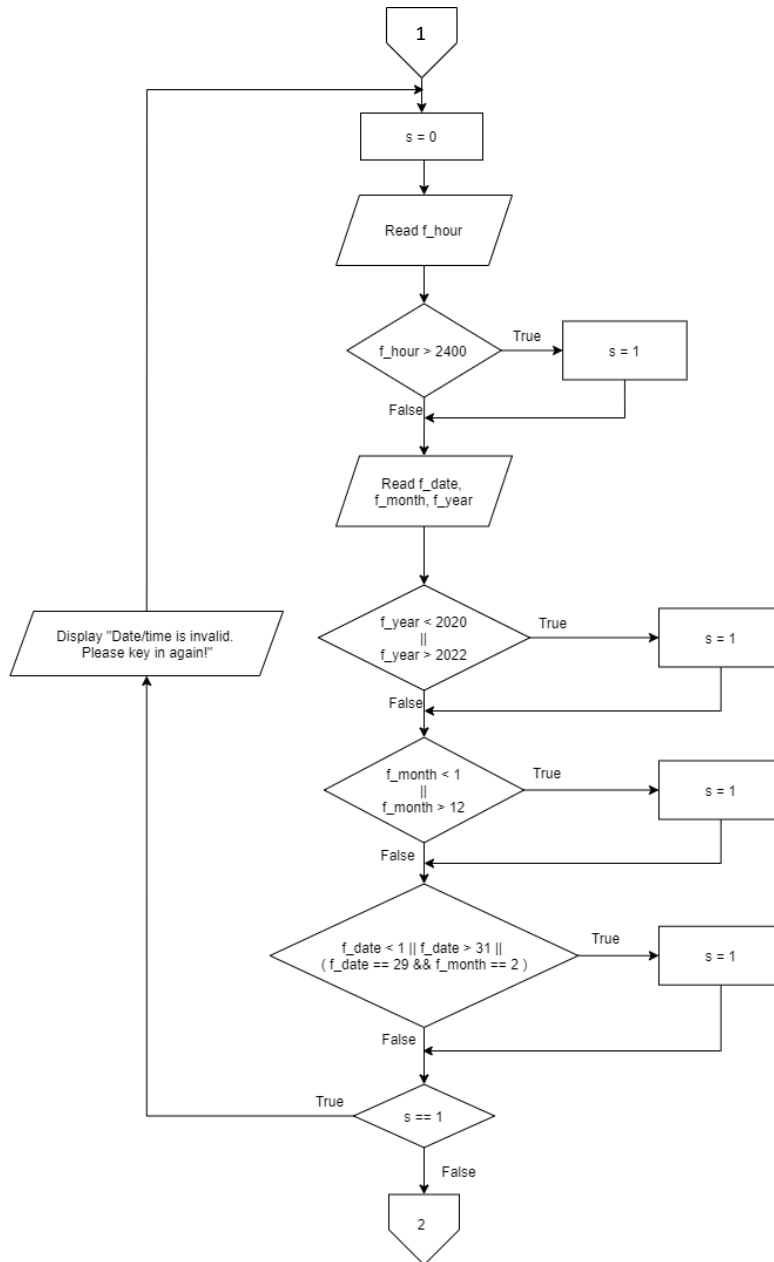 1
s = 0
Read f_hour
f_hour > 2400
True
s = 1
False
Read f_date,
f_month, f_year
f_year < 2020
||
f_year > 2022
True
s = 1
Display "Date/time is invalid.
Please key in again!"
False
f_month < 1
||
f_month > 12
True
s = 1
False
f_date < 1 || f_date > 31 ||
( f_date == 29 && f_month == 2 )
True
s = 1
False
True
s == 1
False
2